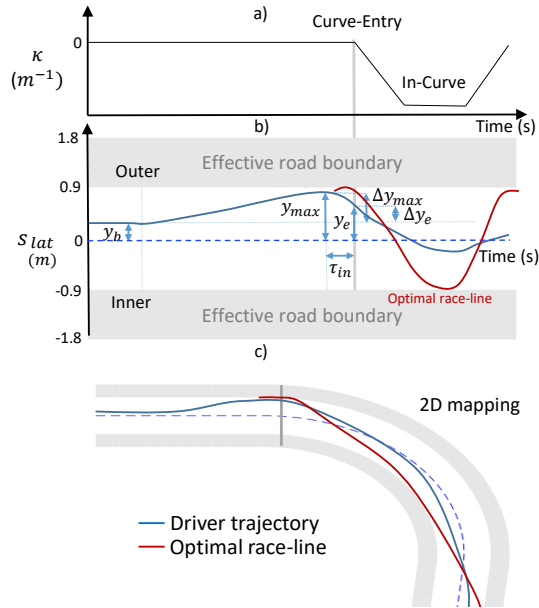 a)
Curve-Entry
0
κ
(m⁻¹)
In-Curve
Time (s)
b)
1.8
Outer
Effective road boundary
0.9
y_max
y_e
Δy_max
Δy_e
y_b
S_lat
(m)
0
Time (s)
τ_in
Optimal race-line
-0.9
Inner
Effective road boundary
-1.8
c)
2D mapping
Driver trajectory
Optimal race-line